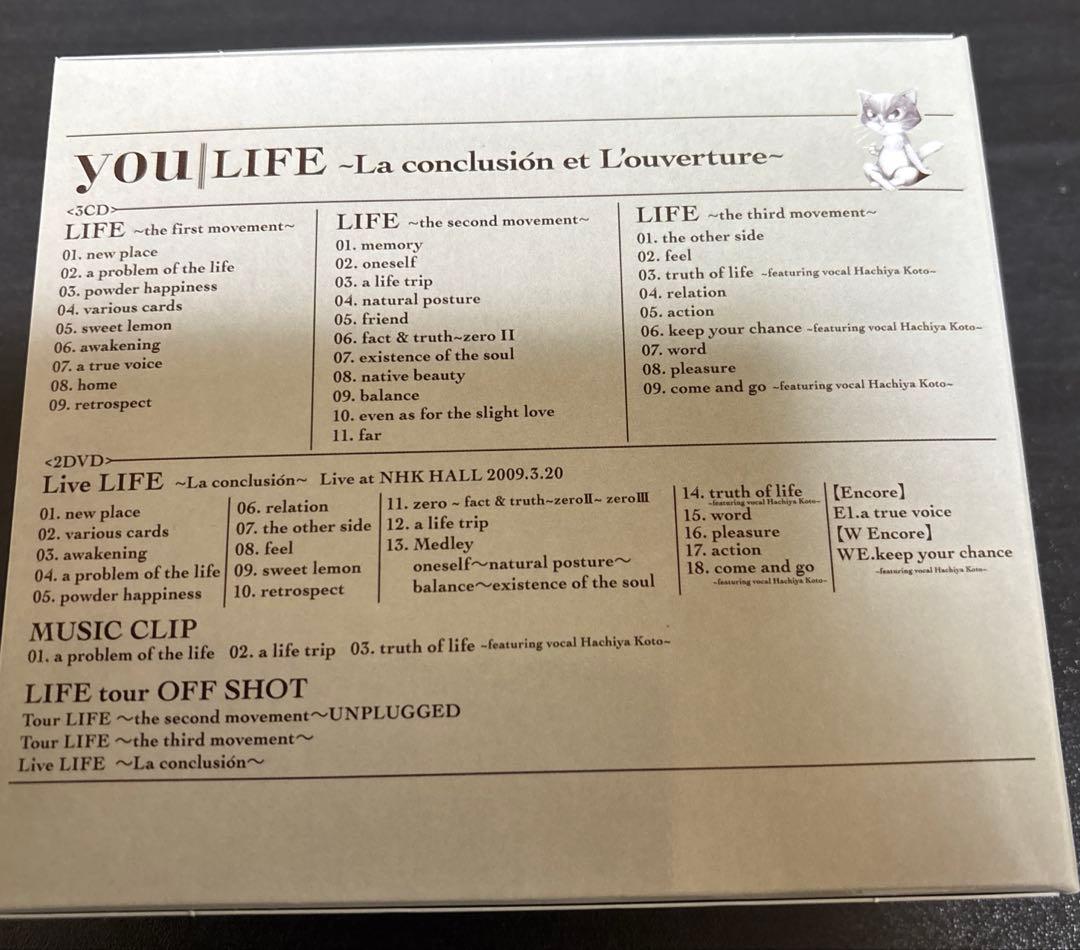 you||LIFE ~La conclusión et L'ouverture~
<3CD>
LIFE ~the first movement~
01. new place
02. a problem of the life
03. powder happiness
04. various cards
05. sweet lemon
06. awakening
07. a true voice
08. home
09. retrospect
LIFE ~the second movement~
01. memory
02. oneself
03. a life trip
04. natural posture
05. friend
06. fact & truth~zero II
07. existence of the soul
08. native beauty
09. balance
10. even as for the slight love
11. far
LIFE ~the third movement~
01. the other side
02. feel
03. truth of life ~featuring vocal Hachiya Koto~
04. relation
05. action
06. keep your chance ~featuring vocal Hachiya Koto~
07. word
08. pleasure
09. come and go ~featuring vocal Hachiya Koto~
<2DVD>
Live LIFE ~La conclusión~ Live at NHK HALL 2009.3.20
01. new place
02. various cards
03. awakening
04. a problem of the life
05. powder happiness
06. relation
07. the other side
08. feel
09. sweet lemon
10. retrospect
11. zero ~ fact & truth~zeroII~ zeroIII
12. a life trip
13. Medley
oneself〜natural posture〜
balance〜existence of the soul
14. truth of life
~featuring vocal Hachiya Koto~
15. word
16. pleasure
17. action
18. come and go
~featuring vocal Hachiya Koto~
【Encore】
E1.a true voice
【W Encore】
WE.keep your chance
~featuring vocal Hachiya Koto~
MUSIC CLIP
01. a problem of the life 02. a life trip 03. truth of life ~featuring vocal Hachiya Koto~
LIFE tour OFF SHOT
Tour LIFE 〜the second movement〜UNPLUGGED
Tour LIFE 〜the third movement〜
Live LIFE 〜La conclusión〜